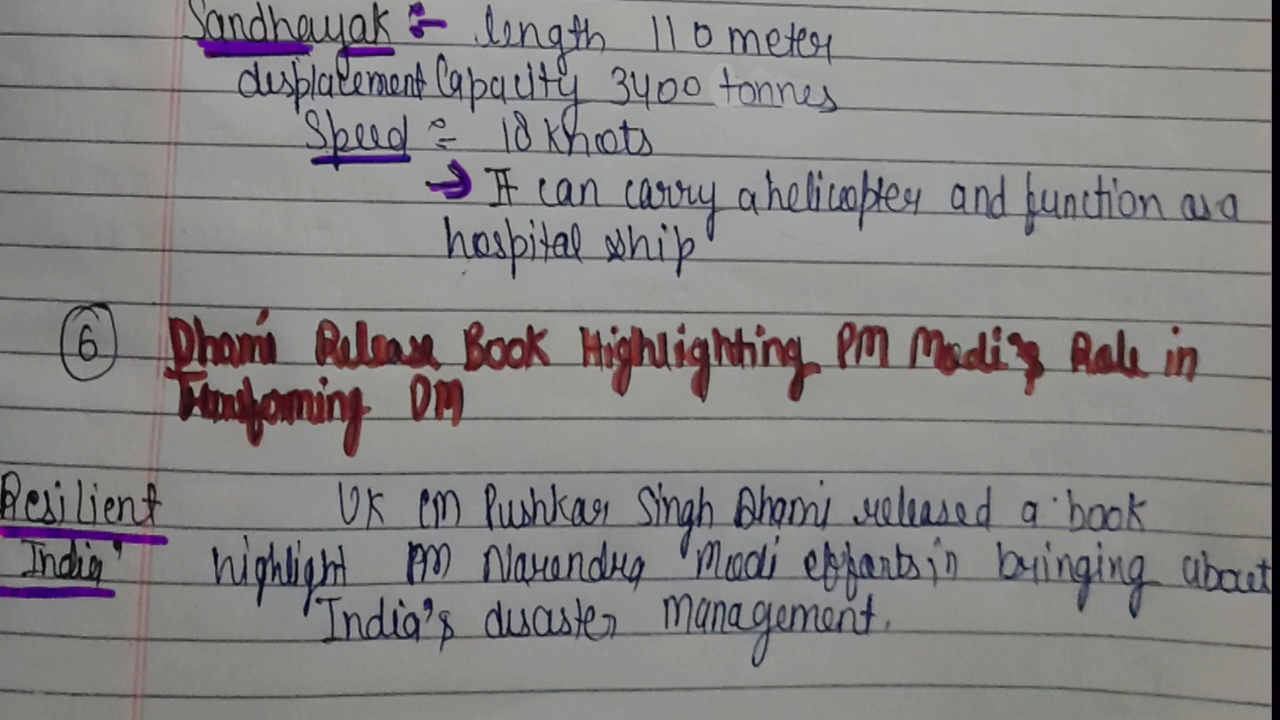 Sandhayak :- length 110 meter
displacement Capacity 3400 tonnes
Speed = 18 Knots
→ It can carry a helicopter and function as a
hospital ship
6 Dhami Release Book Highlighting PM Modi's Role in
Transforming DM
Resilient UK CM Pushkar Singh Dhami released a book
India' highlight PM Narendra Modi efforts in bringing about
India's disaster management.